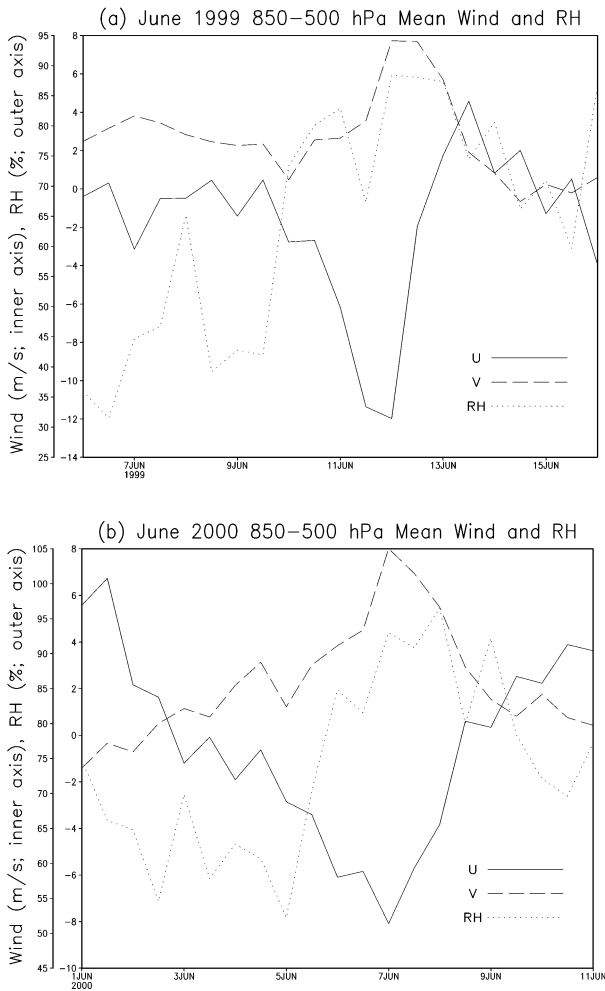 (a) June 1999 850-500 hPa Mean Wind and RH
Wind (m/s; inner axis), RH (%; outer axis)
95
90
85
80
75
70
65
60
55
50
45
40
35
30
25
8
6
4
2
0
-2
-4
-6
-8
-10
-12
-14
U
V
RH
7JUN
1999
9JUN
11JUN
13JUN
15JUN
(b) June 2000 850-500 hPa Mean Wind and RH
Wind (m/s; inner axis), RH (%; outer axis)
105
100
95
90
85
80
75
70
65
60
55
50
45
8
6
4
2
0
-2
-4
-6
-8
-10
U
V
RH
1JUN
2000
3JUN
5JUN
7JUN
9JUN
11JUN